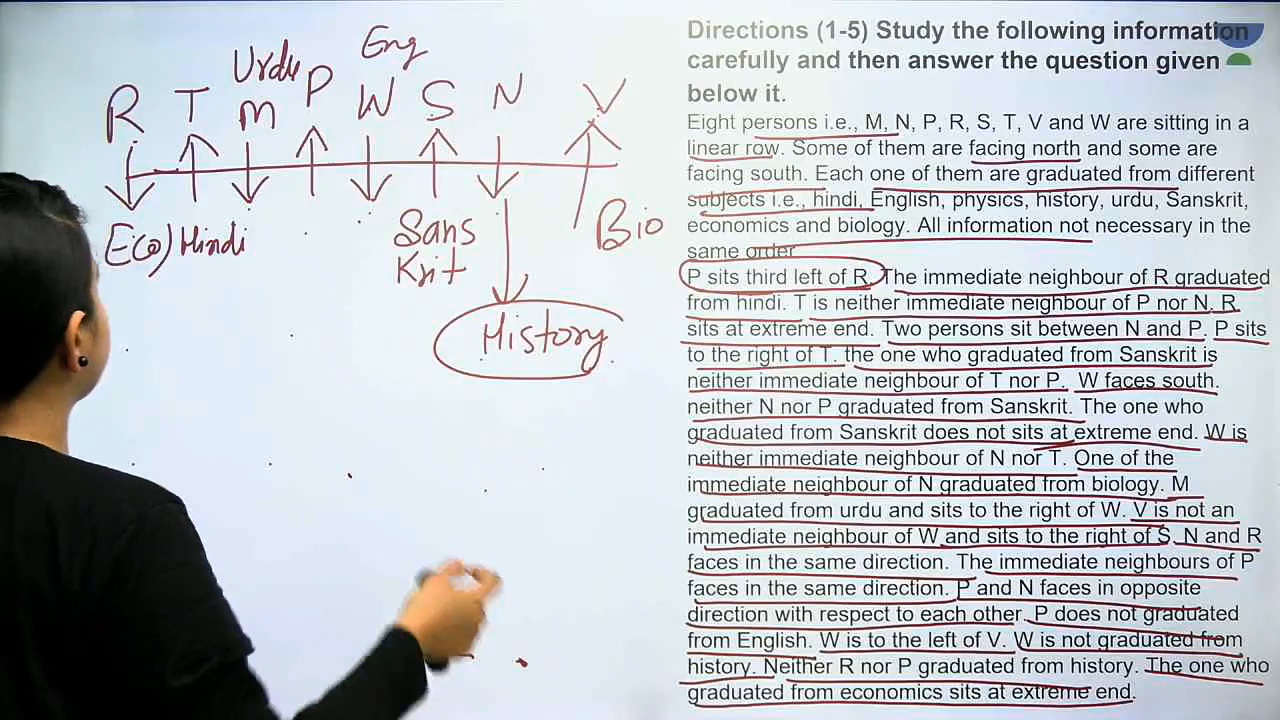 Eng
Urdu
R T M P W S N V
E(o) Hindi
Sans
Krit
Bio
History
Directions (1-5) Study the following information
carefully and then answer the question given
below it.
Eight persons i.e., M, N, P, R, S, T, V and W are sitting in a
linear row. Some of them are facing north and some are
facing south. Each one of them are graduated from different
subjects i.e., hindi, English, physics, history, urdu, Sanskrit,
economics and biology. All information not necessary in the
same order
P sits third left of R. The immediate neighbour of R graduated
from hindi. T is neither immediate neighbour of P nor N. R
sits at extreme end. Two persons sit between N and P. P sits
to the right of T. the one who graduated from Sanskrit is
neither immediate neighbour of T nor P. W faces south.
neither N nor P graduated from Sanskrit. The one who
graduated from Sanskrit does not sits at extreme end. W is
neither immediate neighbour of N nor T. One of the
immediate neighbour of N graduated from biology. M
graduated from urdu and sits to the right of W. V is not an
immediate neighbour of W and sits to the right of S. N and R
faces in the same direction. The immediate neighbours of P
faces in the same direction. P and N faces in opposite
direction with respect to each other. P does not graduated
from English. W is to the left of V. W is not graduated from
history. Neither R nor P graduated from history. The one who
graduated from economics sits at extreme end.